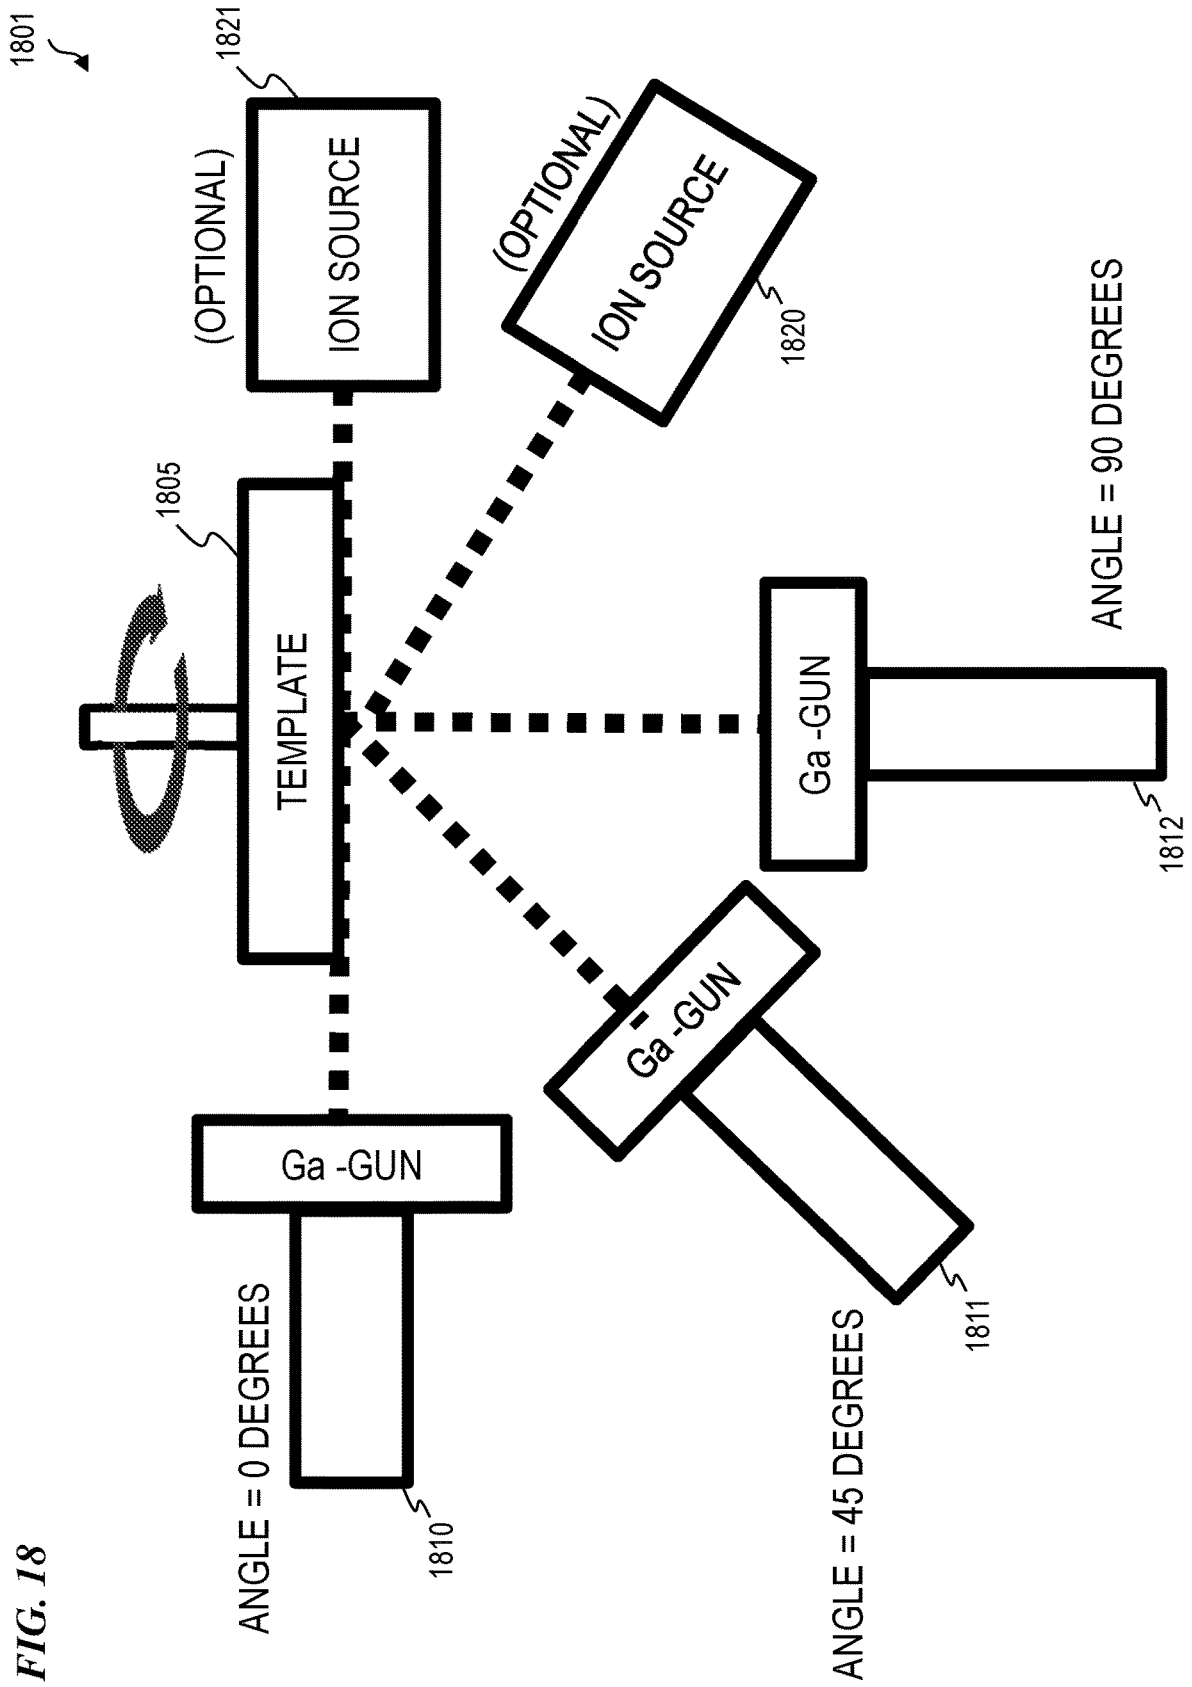 FIG. 18
1801
(OPTIONAL)
1821
ION SOURCE
1805
TEMPLATE
(OPTIONAL)
ION SOURCE
1820
Ga -GUN
ANGLE = 0 DEGREES
1810
Ga -GUN
1811
ANGLE = 45 DEGREES
Ga -GUN
1812
ANGLE = 90 DEGREES